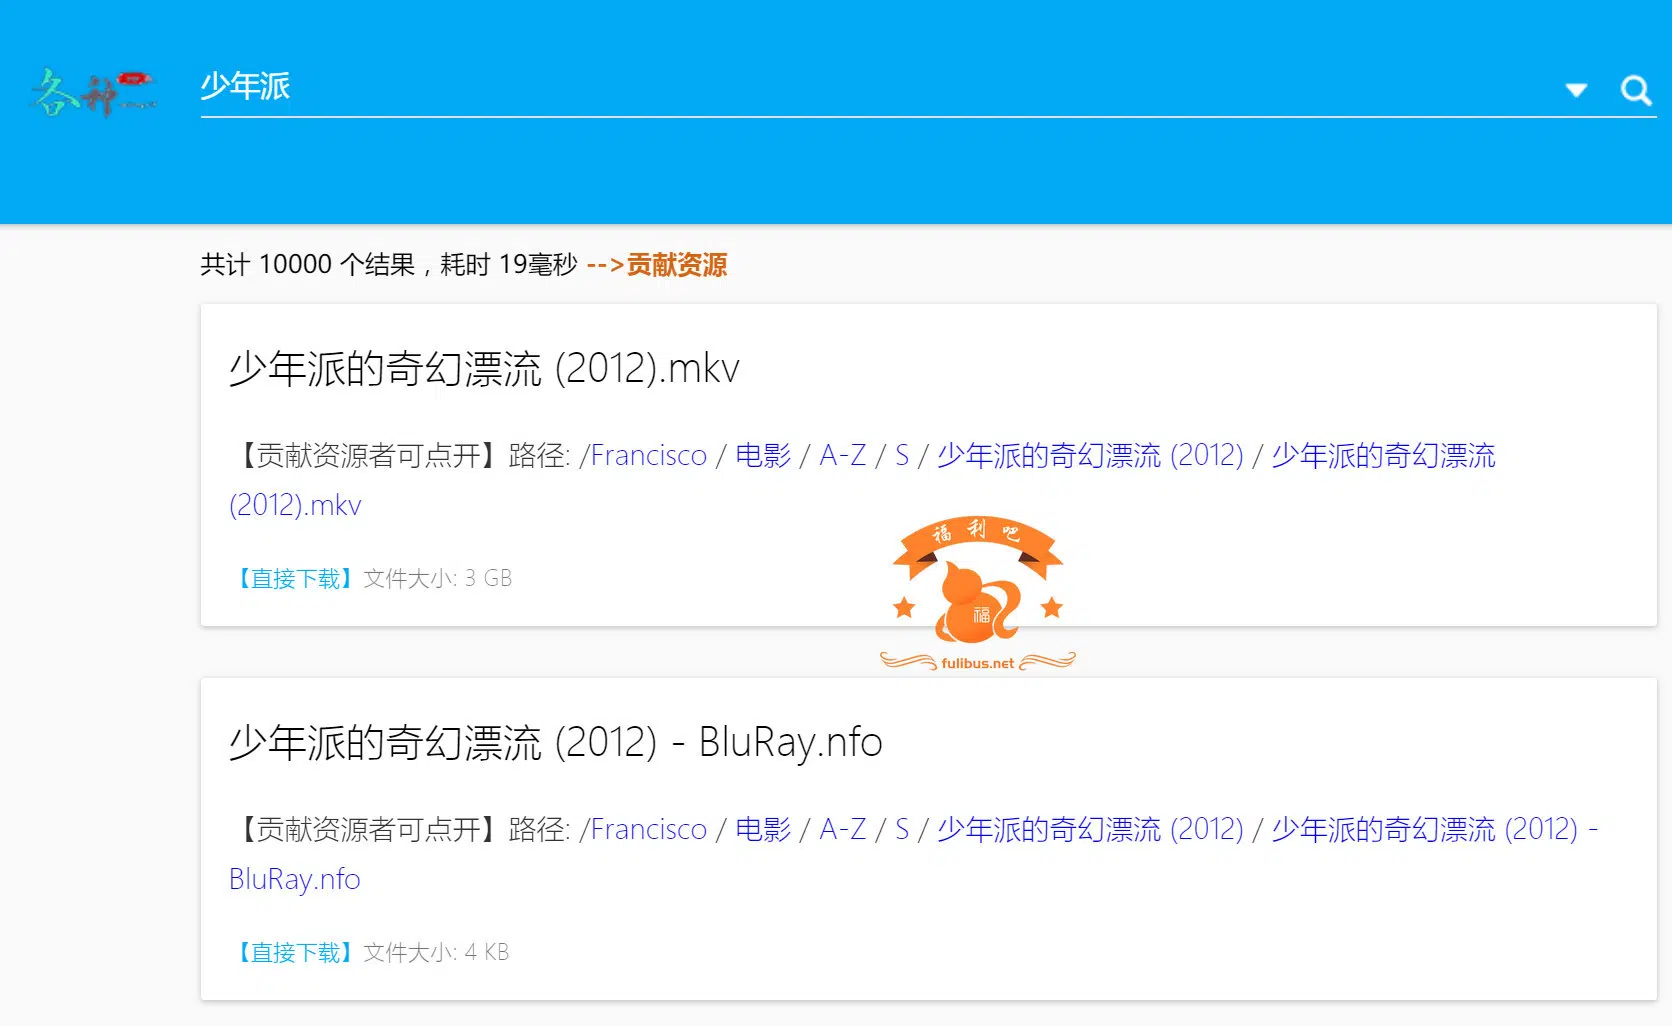 各种
少年派
共计 10000 个结果，耗时 19毫秒 -->贡献资源
少年派的奇幻漂流 (2012).mkv
【贡献资源者可点开】路径: /Francisco / 电影 / A-Z / S / 少年派的奇幻漂流 (2012) / 少年派的奇幻漂流
(2012).mkv
【直接下载】文件大小: 3 GB
福利吧
福
fulibus.net
少年派的奇幻漂流 (2012) - BluRay.nfo
【贡献资源者可点开】路径: /Francisco / 电影 / A-Z / S / 少年派的奇幻漂流 (2012) / 少年派的奇幻漂流 (2012) -
BluRay.nfo
【直接下载】文件大小: 4 KB